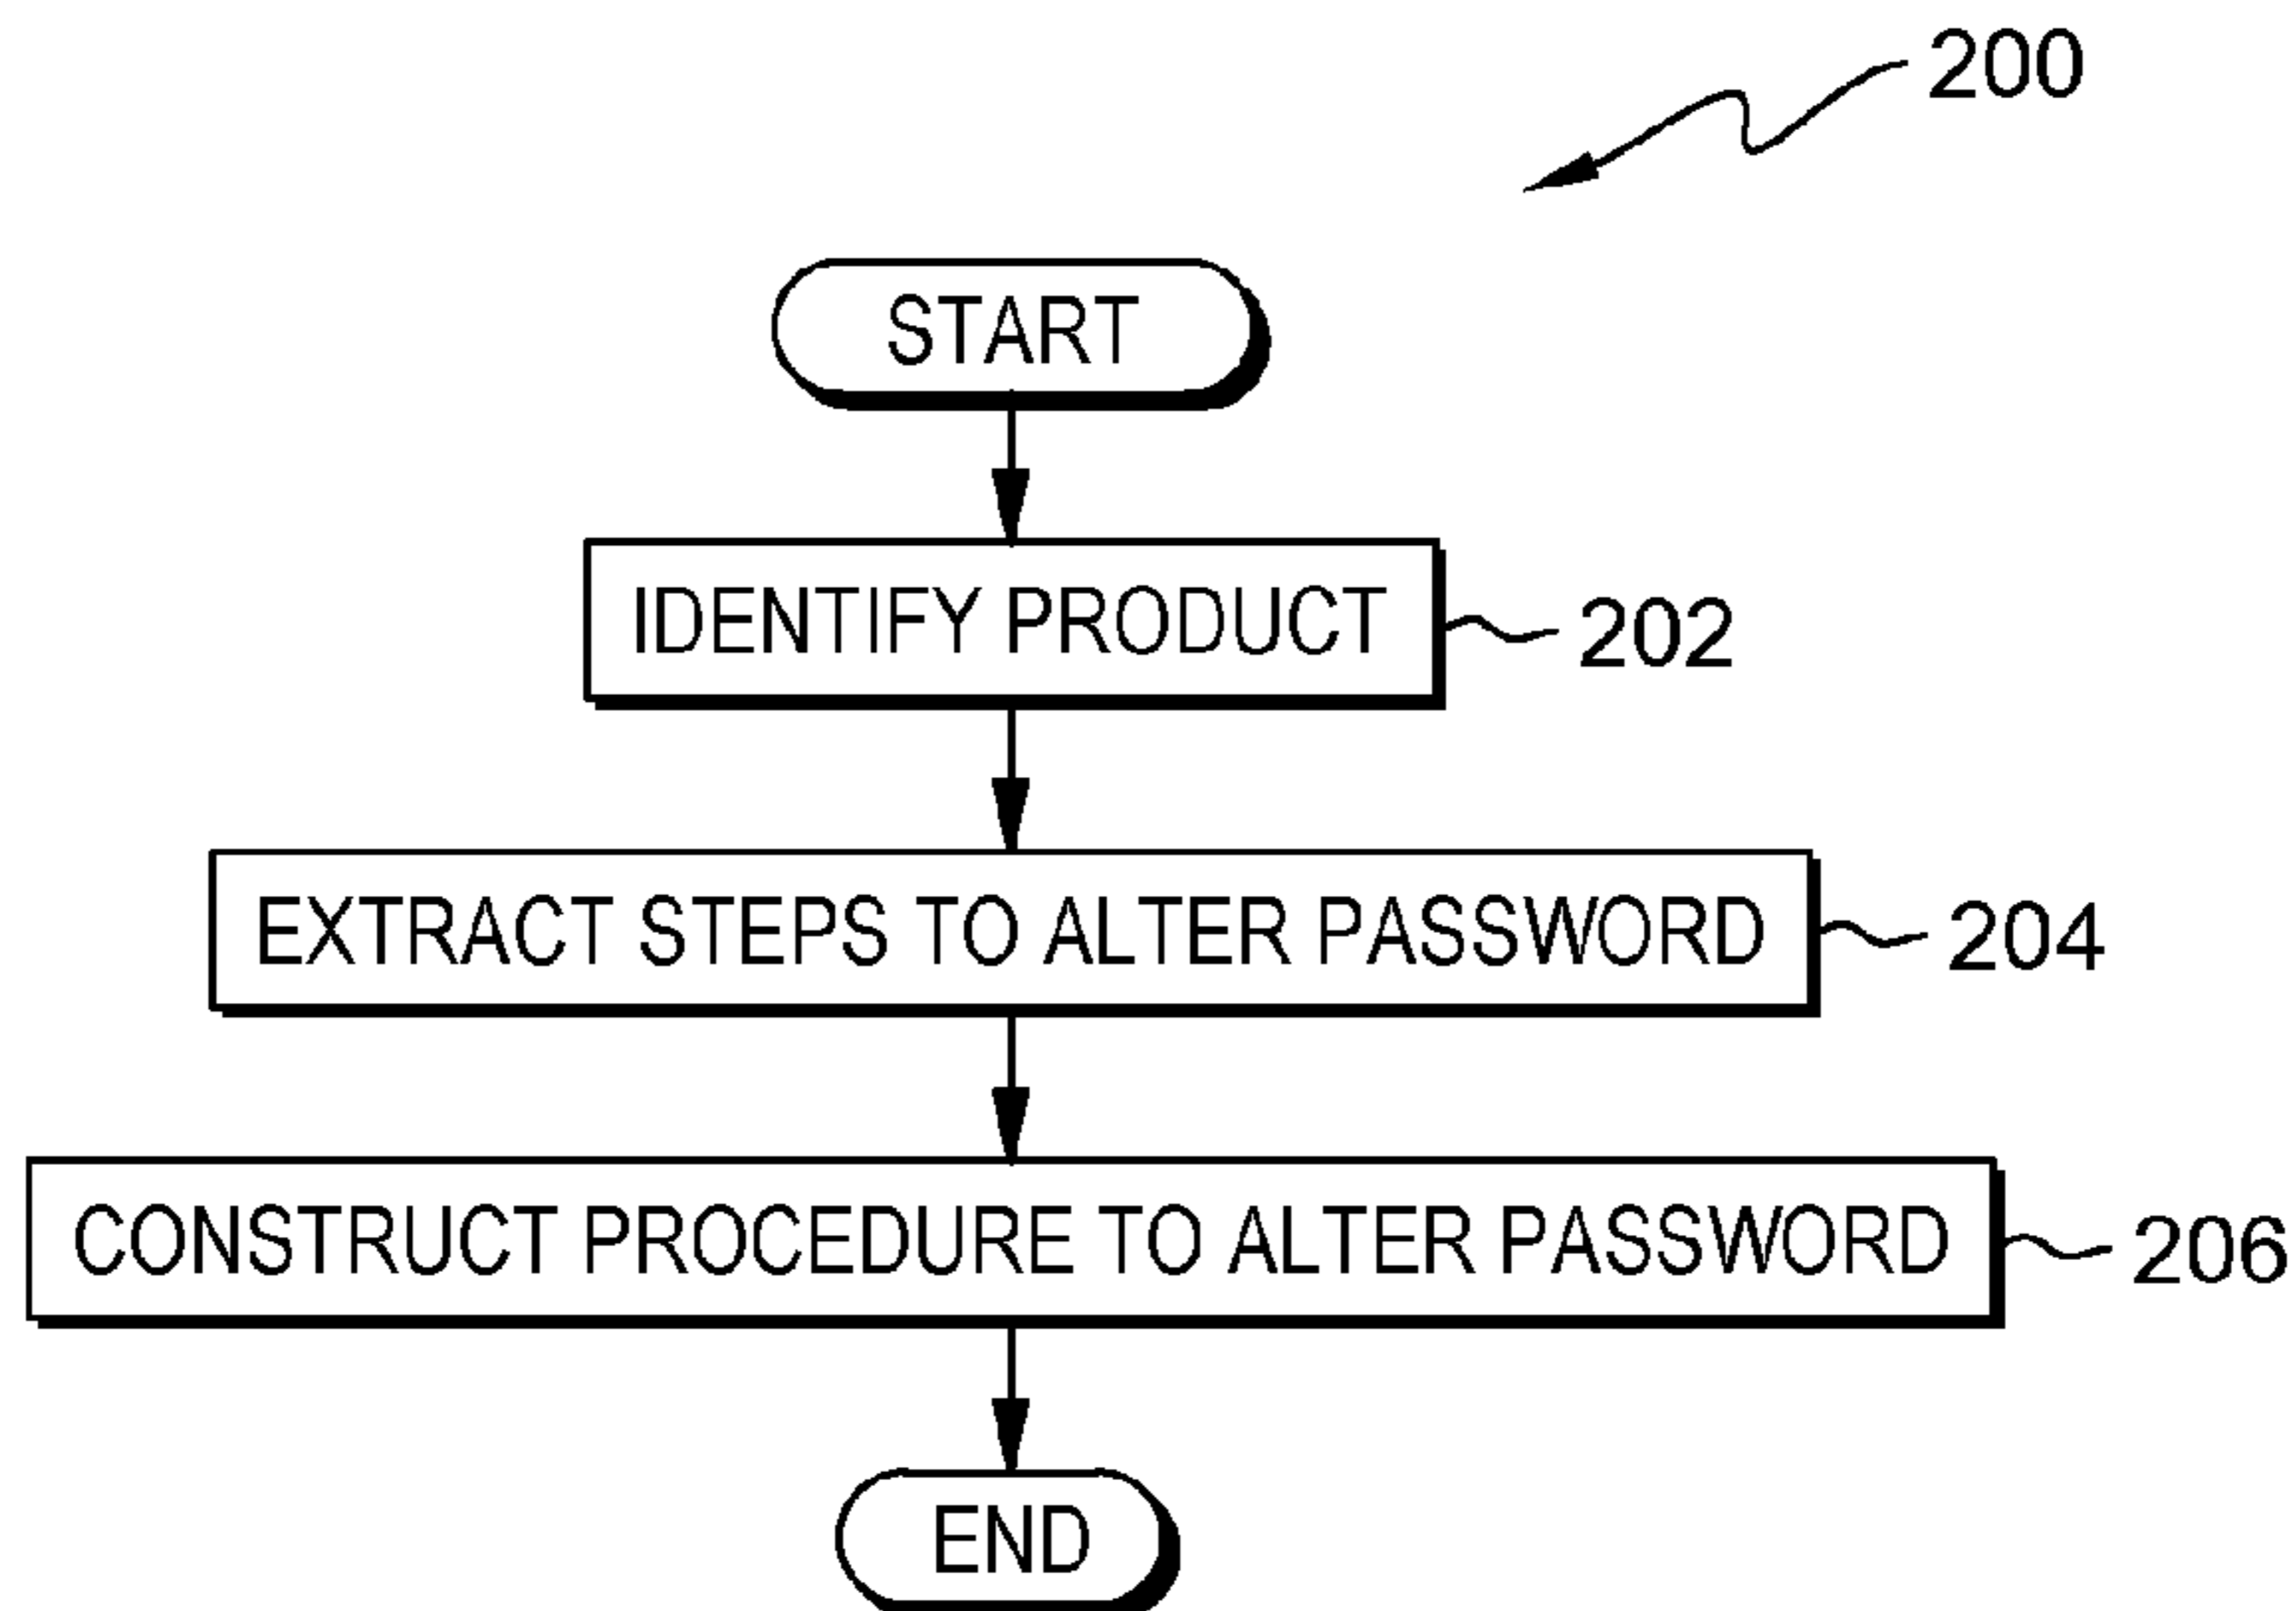 200
START
IDENTIFY PRODUCT 202
EXTRACT STEPS TO ALTER PASSWORD 204
CONSTRUCT PROCEDURE TO ALTER PASSWORD 206
END